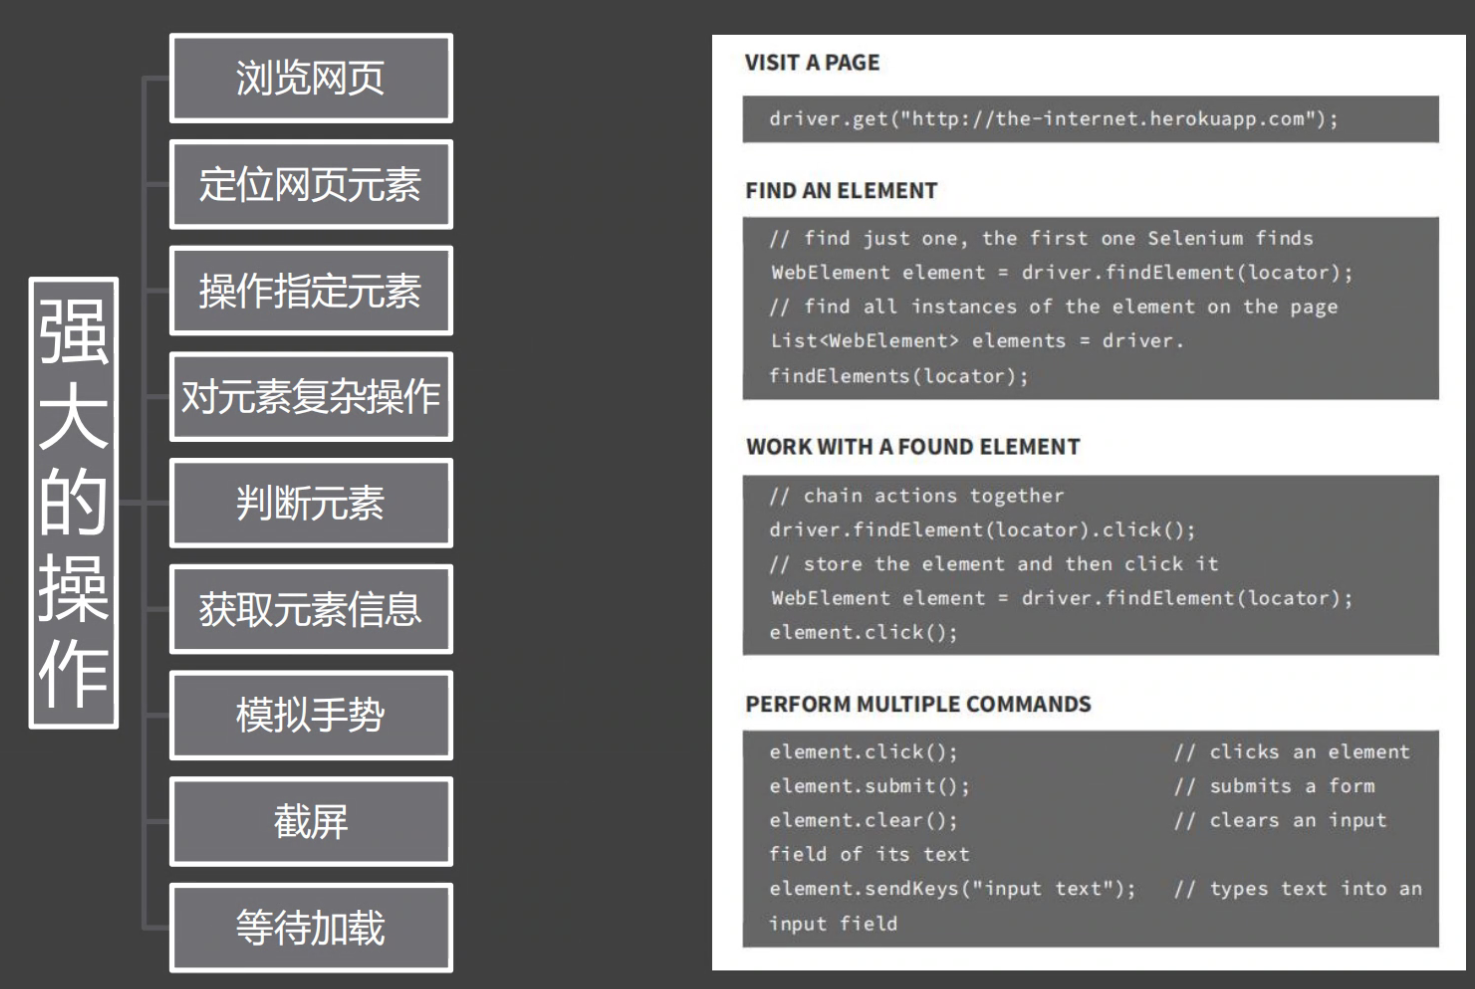 强大的操作
浏览网页
定位网页元素
操作指定元素
对元素复杂操作
判断元素
获取元素信息
模拟手势
截屏
等待加载
VISIT A PAGE
driver.get("http://the-internet.herokuapp.com");
FIND AN ELEMENT
// find just one, the first one Selenium finds
WebElement element = driver.findElement(locator);
// find all instances of the element on the page
List<WebElement> elements = driver.
findElements(locator);
WORK WITH A FOUND ELEMENT
// chain actions together
driver.findElement(locator).click();
// store the element and then click it
WebElement element = driver.findElement(locator);
element.click();
PERFORM MULTIPLE COMMANDS
element.click(); // clicks an element
element.submit(); // submits a form
element.clear(); // clears an input
field of its text
element.sendKeys("input text"); // types text into an
input field